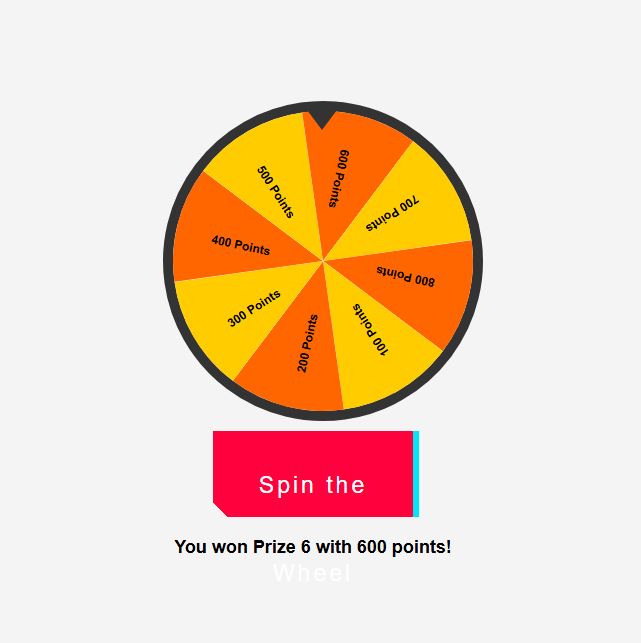 600 Points
700 Points
800 Points
100 Points
200 Points
300 Points
400 Points
500 Points
Spin the
You won Prize 6 with 600 points!
Wheel